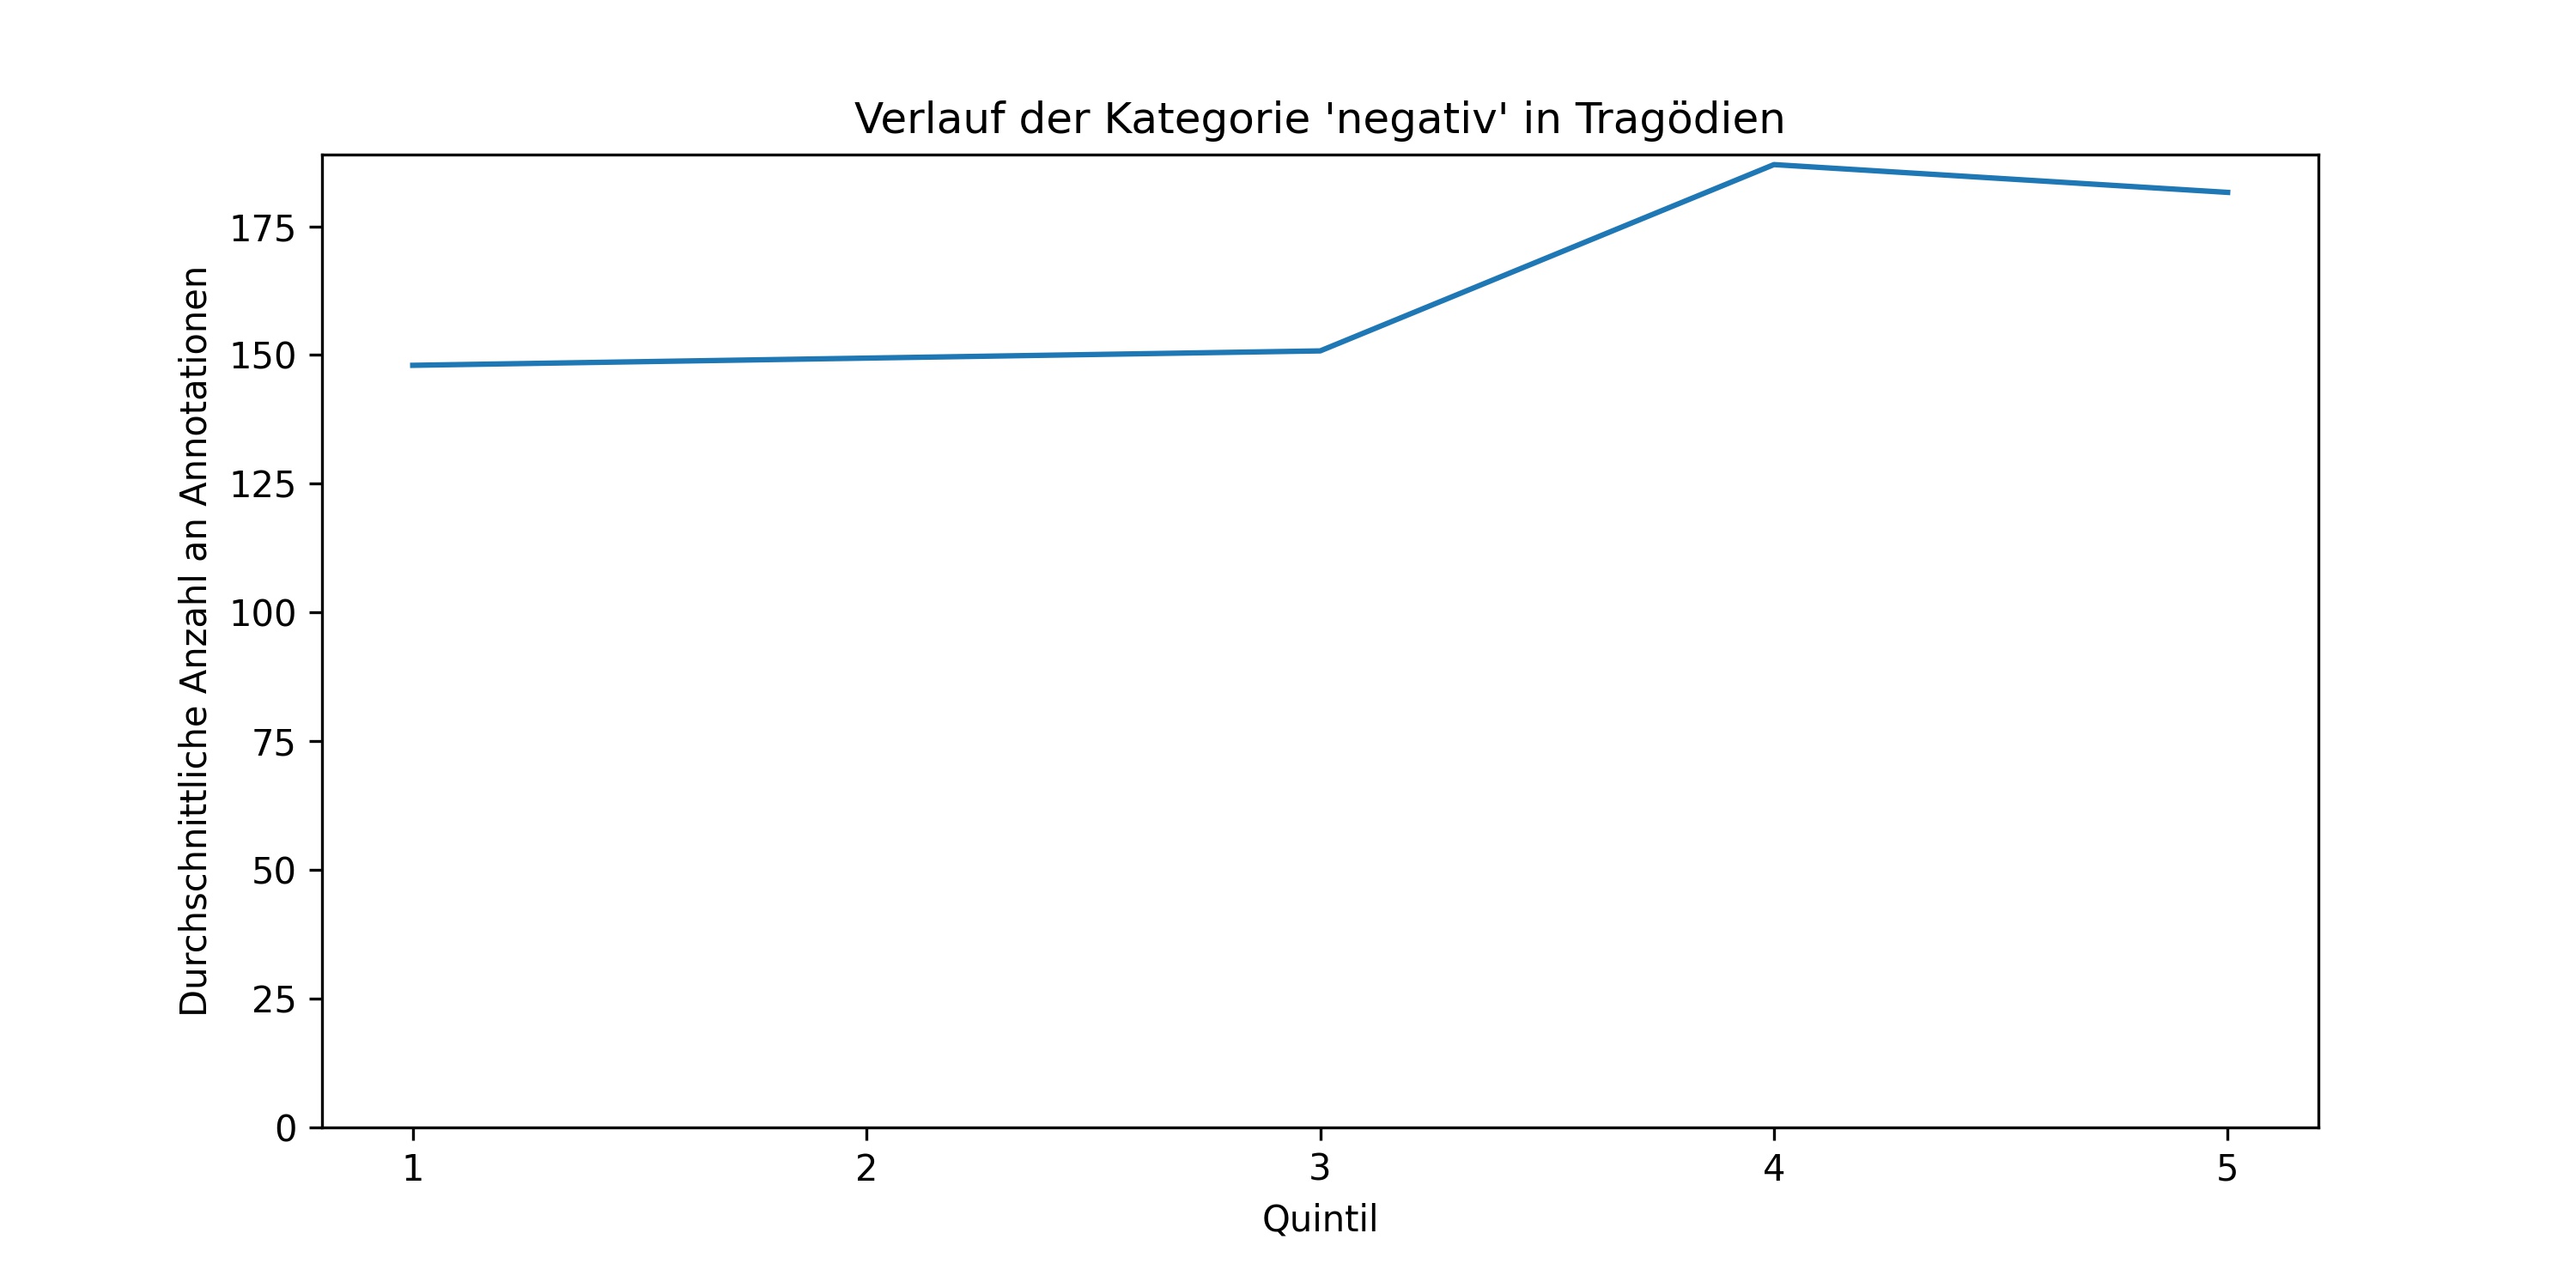 Verlauf der Kategorie 'negativ' in Tragödien
Durchschnittliche Anzahl an Annotationen
175
150
125
100
75
50
25
0
1 2 3 4 5
Quintil